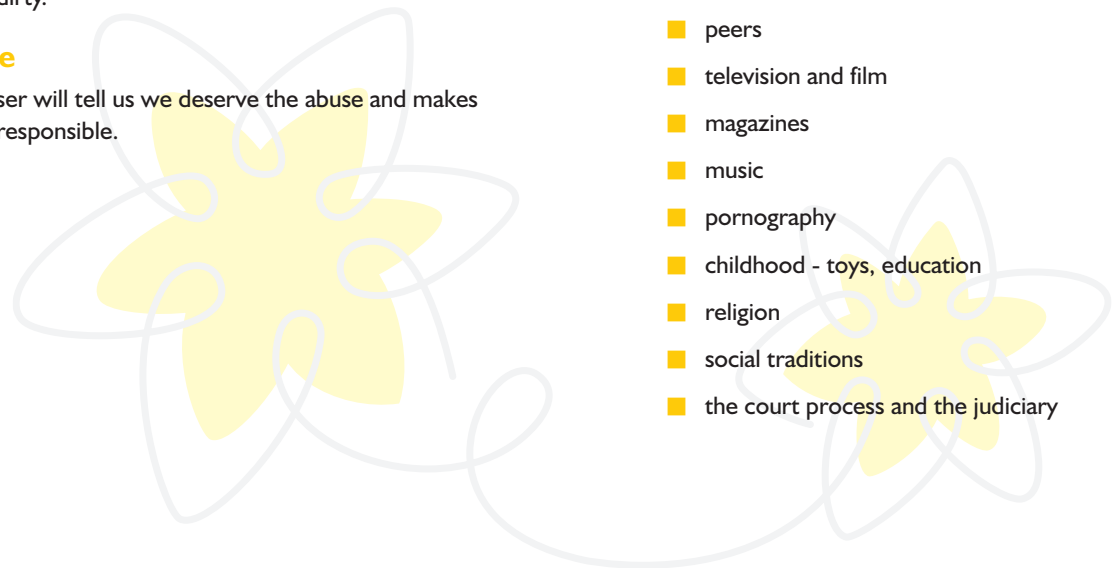 e
ser will tell us we deserve the abuse and makes
responsible.
peers
television and film
magazines
music
pornography
childhood - toys, education
religion
social traditions
the court process and the judiciary